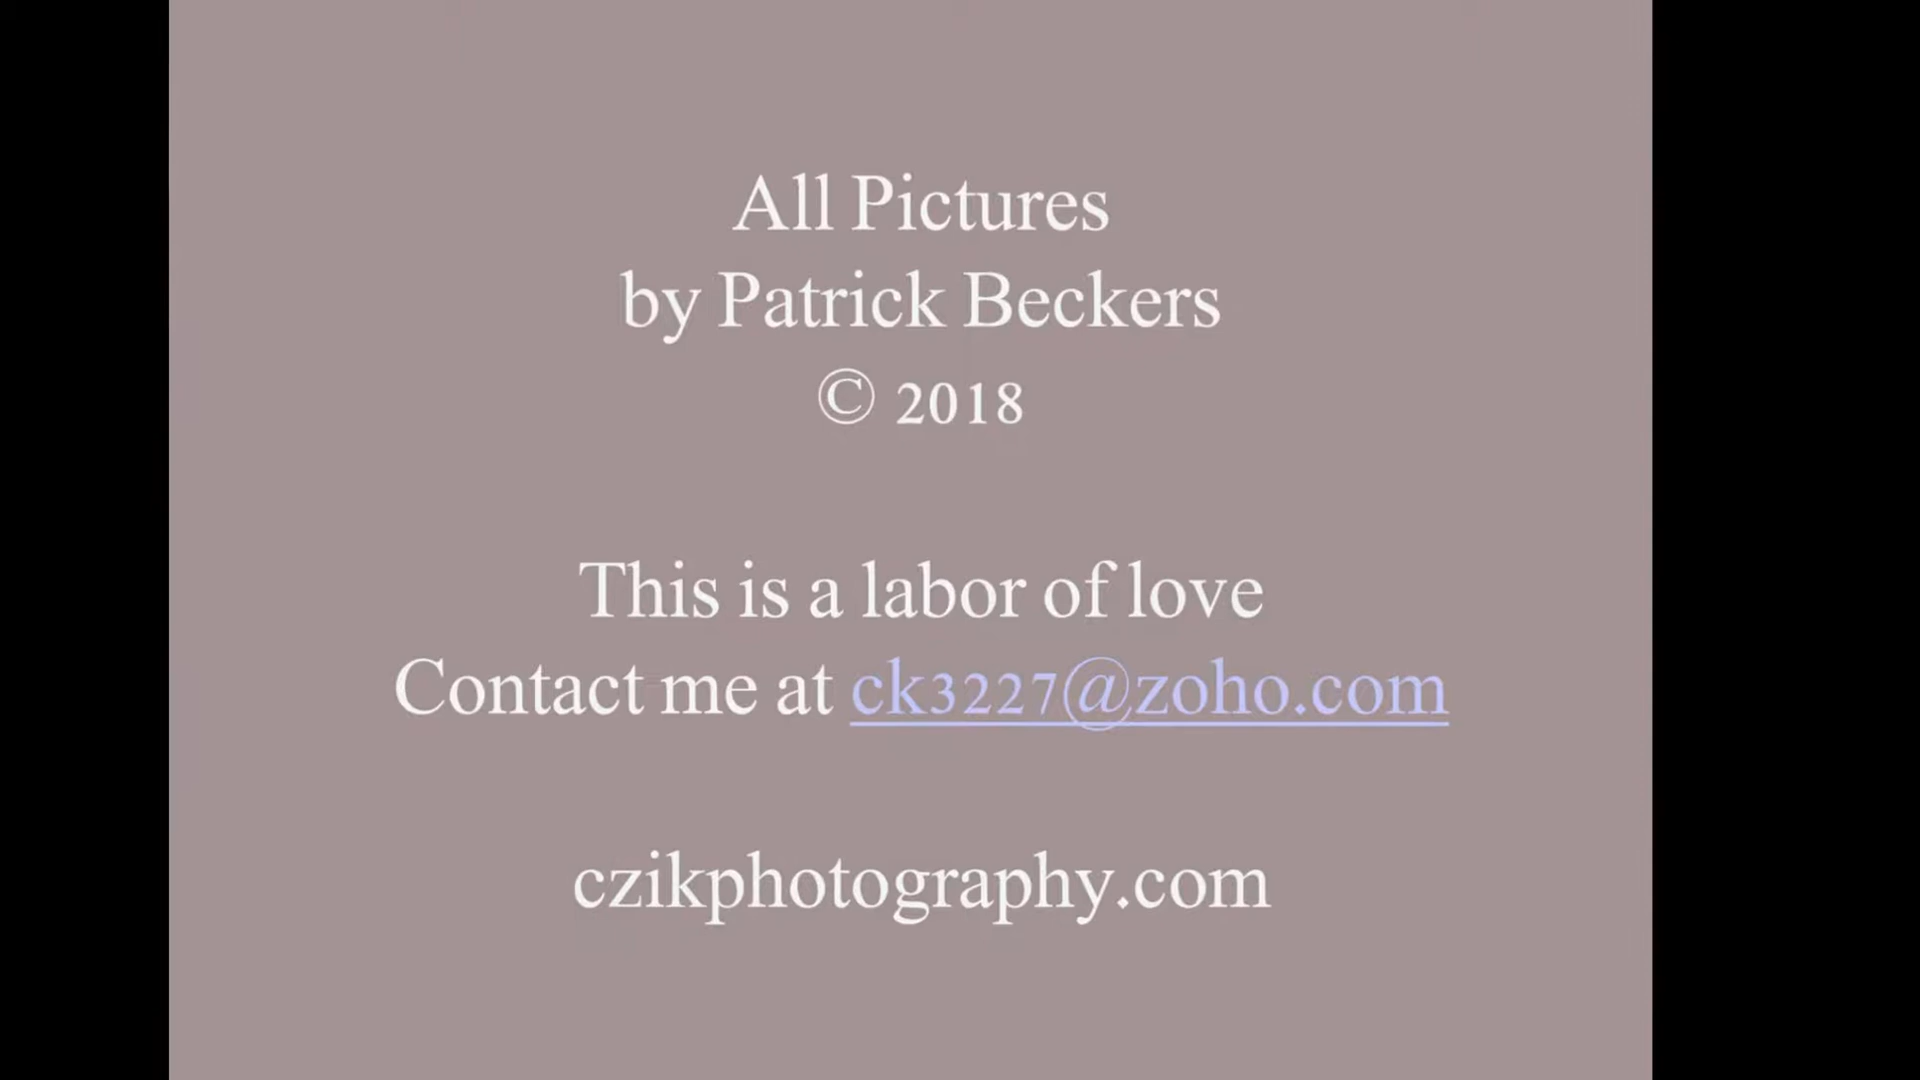 All Pictures
by Patrick Beckers
© 2018
This is a labor of love
Contact me at ck3227@zoho.com
czikphotography.com